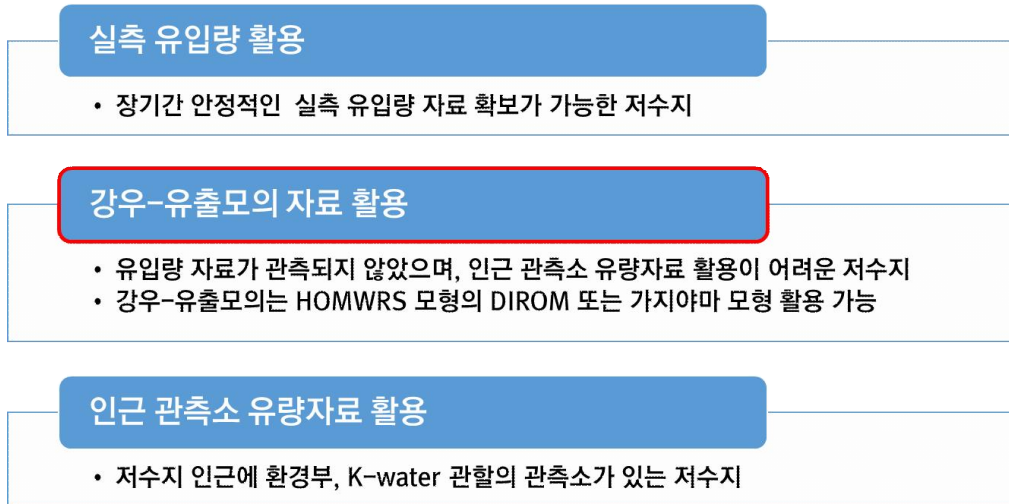 실측 유입량 활용
• 장기간 안정적인 실측 유입량 자료 확보가 가능한 저수지
강우-유출모의 자료 활용
• 유입량 자료가 관측되지 않았으며, 인근 관측소 유량자료 활용이 어려운 저수지
• 강우-유출모의는 HOMWRS 모형의 DIROM 또는 가지야마 모형 활용 가능
인근 관측소 유량자료 활용
• 저수지 인근에 환경부, K-water 관할의 관측소가 있는 저수지